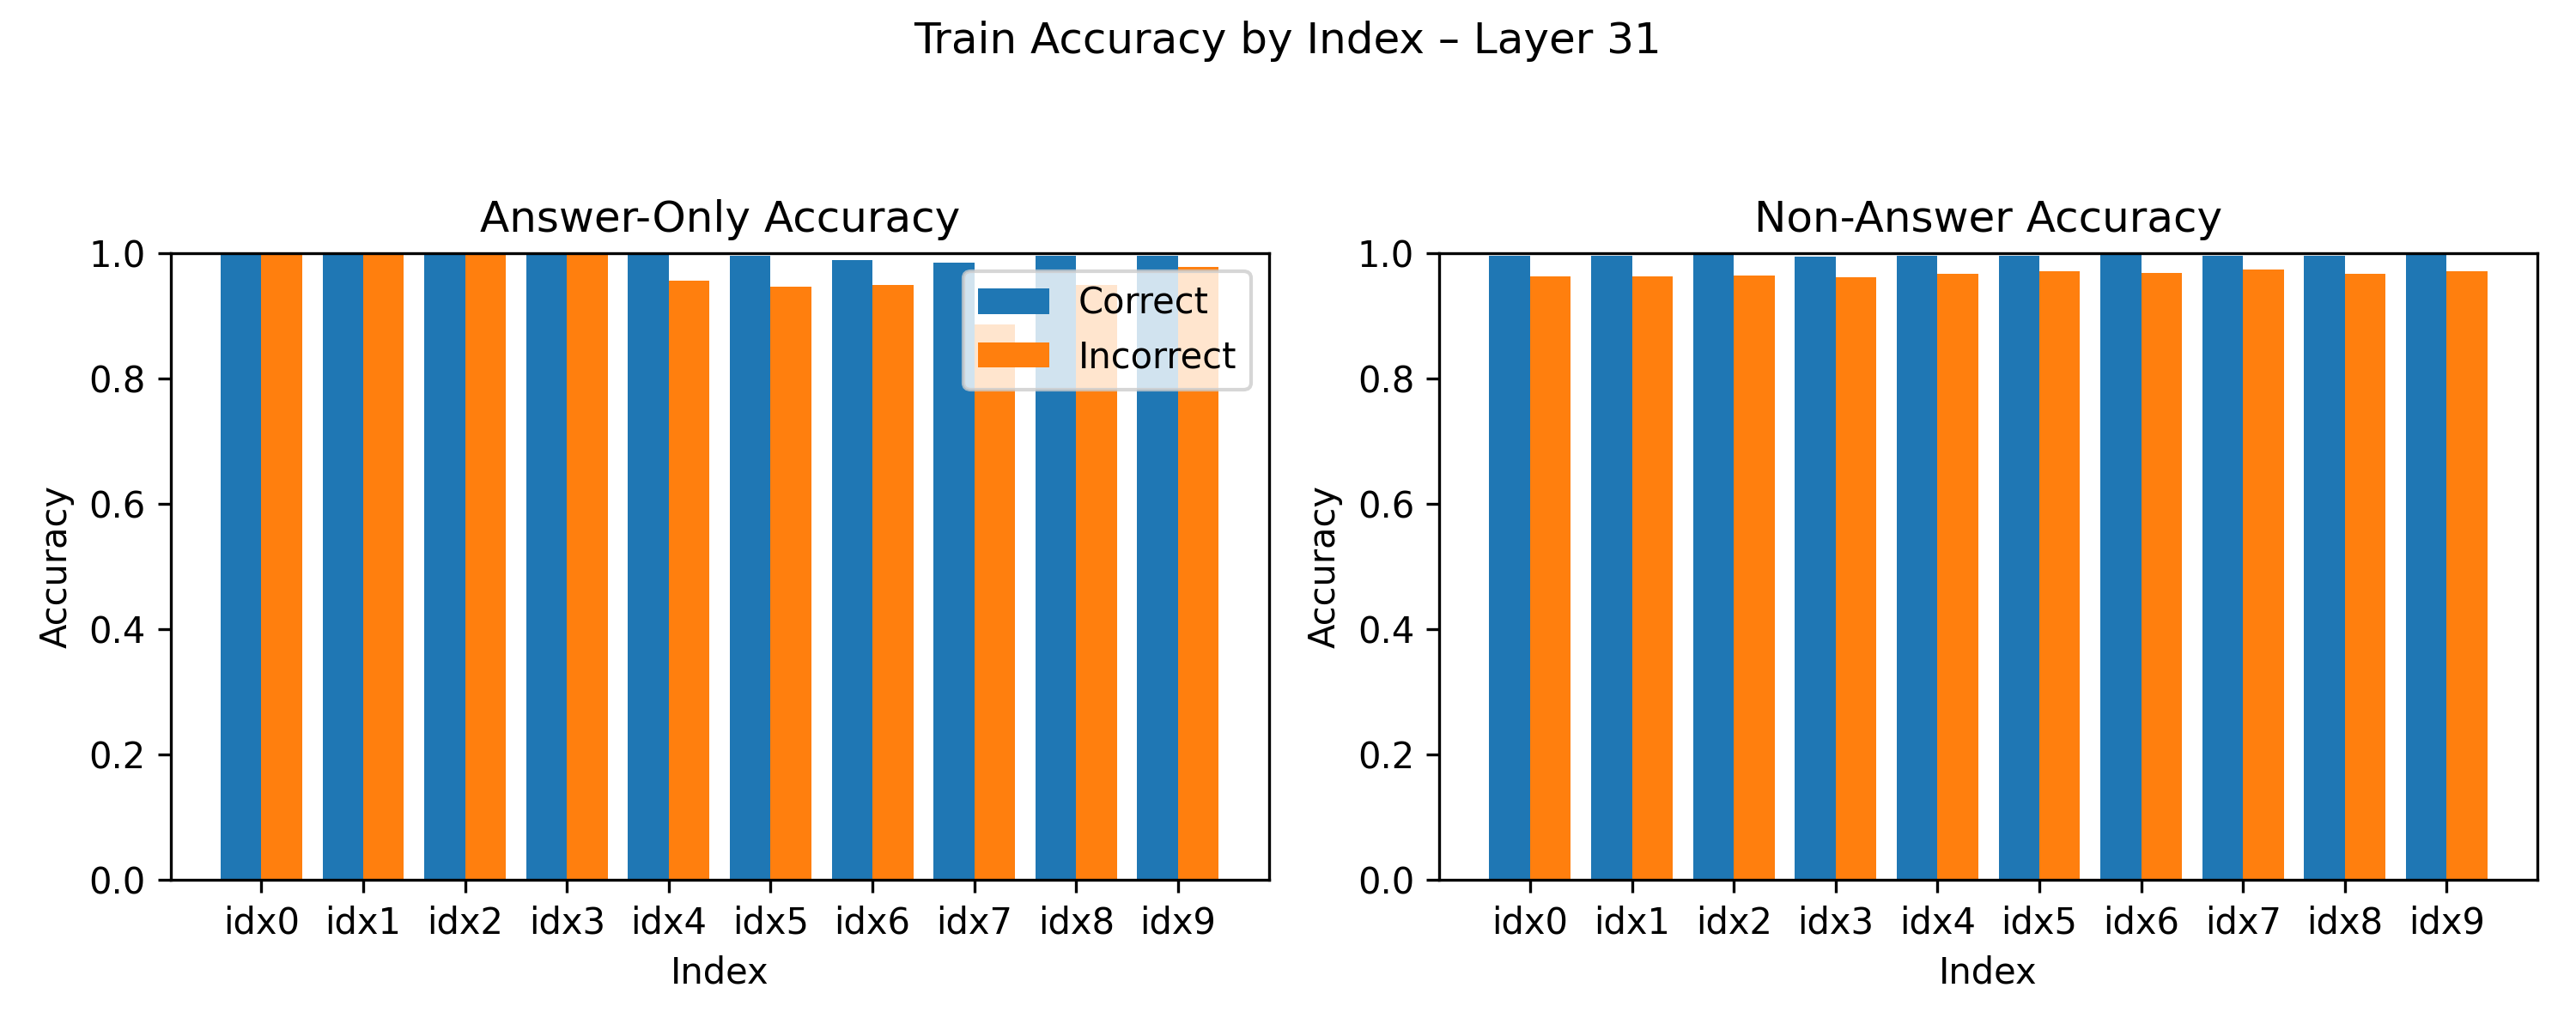 Train Accuracy by Index – Layer 31
Answer-Only Accuracy
1.0
0.8
0.6
0.4
0.2
0.0
Accuracy
Correct
Incorrect
idx0 idx1 idx2 idx3 idx4 idx5 idx6 idx7 idx8 idx9
Index
Non-Answer Accuracy
1.0
0.8
0.6
0.4
0.2
0.0
Accuracy
idx0 idx1 idx2 idx3 idx4 idx5 idx6 idx7 idx8 idx9
Index